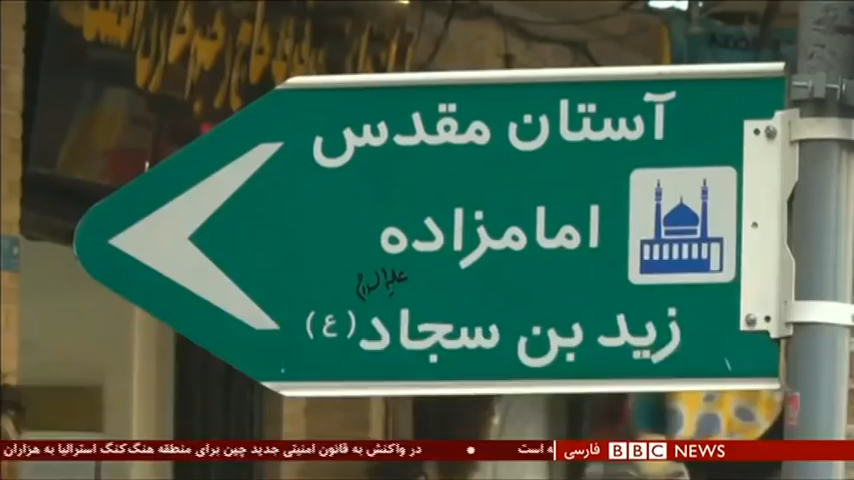 آستان مقدس
امامزاده
علیه السلام
زید بن سجاد (ع)
در واکنش به قانون امنیتی جدید چین برای منطقه هنگ‌کنگ استرالیا به هزاران
ه است
BBC NEWS فارسی